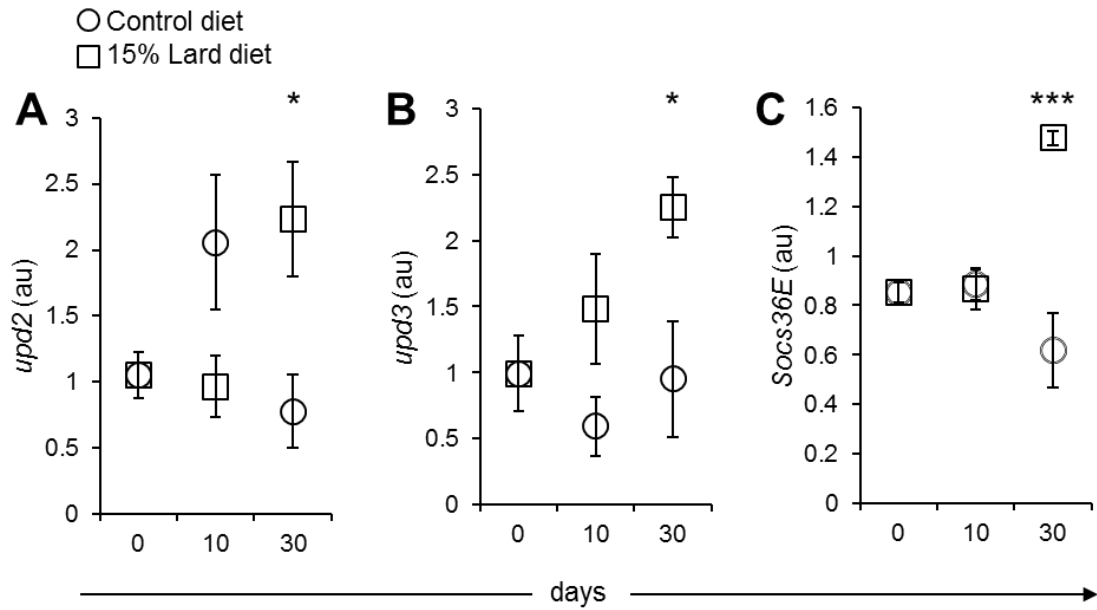 Control diet
15% Lard diet
A
*
3
2.5
2
1.5
1
0.5
0
upd2 (au)
0 10 30
B
*
3
2.5
2
1.5
1
0.5
0
upd3 (au)
0 10 30
C
***
1.6
1.4
1.2
1
0.8
0.6
0.4
0.2
0
Socs36E (au)
0 10 30
days